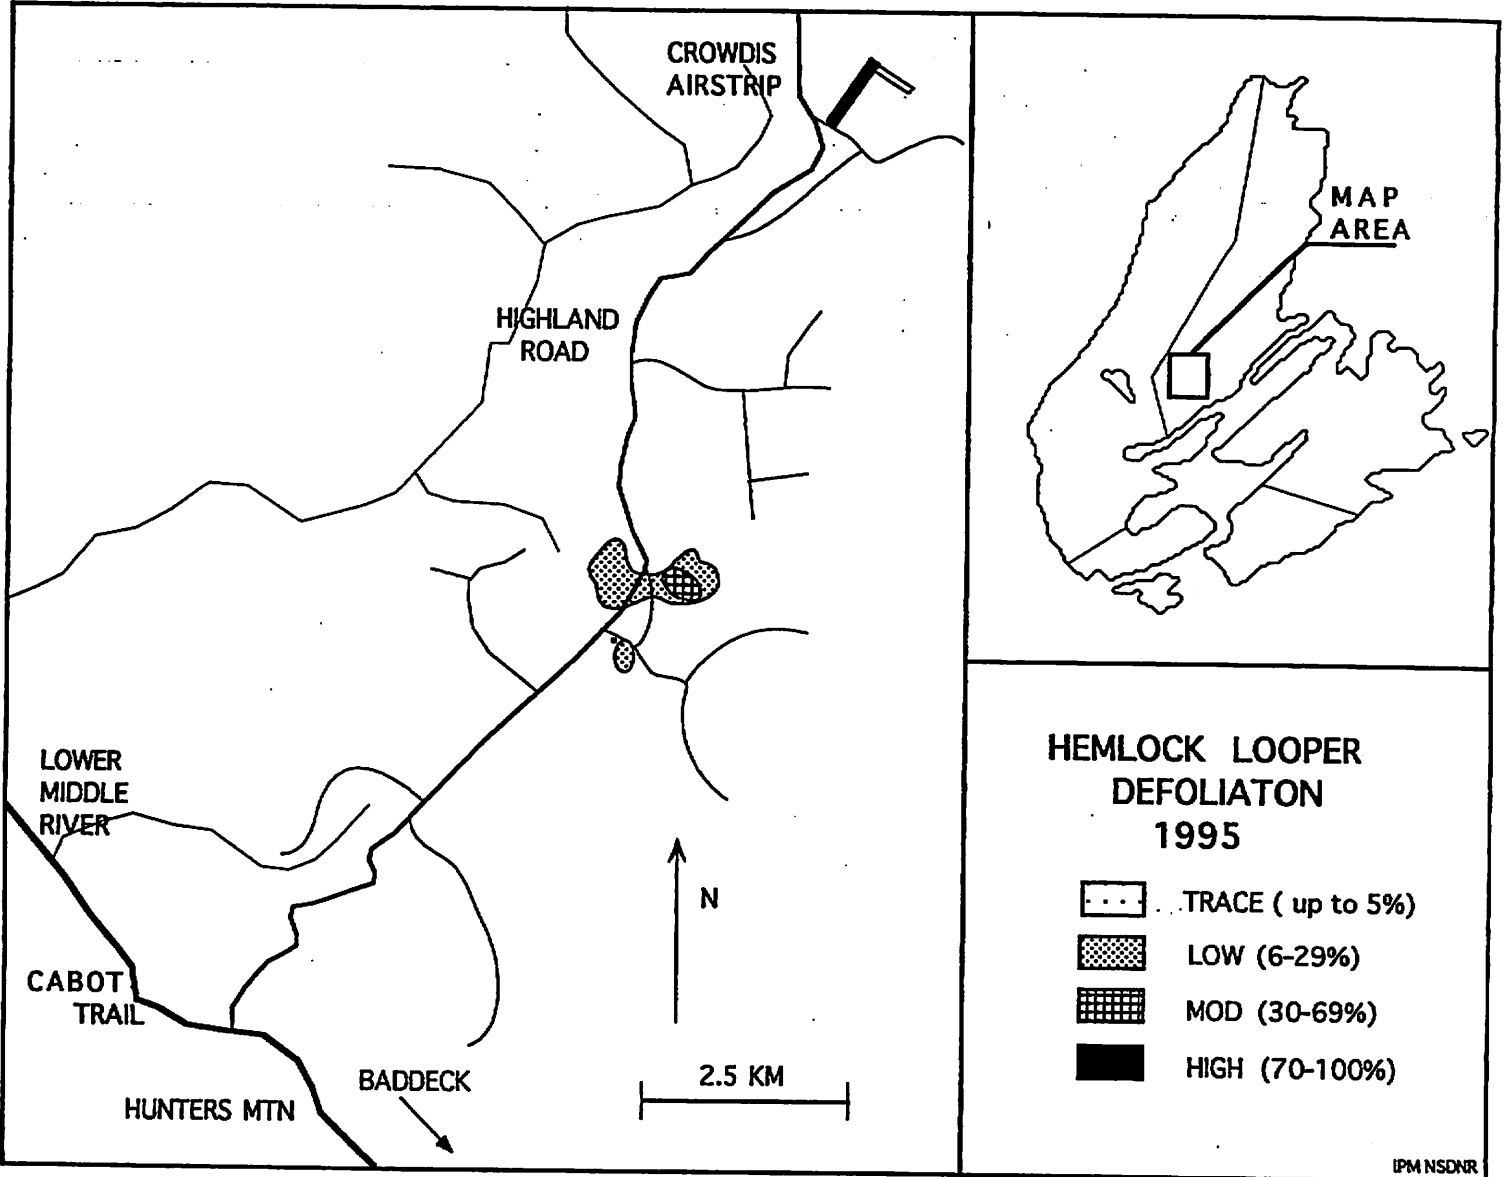 CROWDIS
AIRSTRIP
HIGHLAND
ROAD
LOWER
MIDDLE
RIVER
CABOT
TRAIL
HUNTERS MTN
BADDECK
N
2.5 KM
MAP
AREA
HEMLOCK LOOPER
DEFOLIATON
1995
TRACE ( up to 5%)
LOW (6-29%)
MOD (30-69%)
HIGH (70-100%)
IPM NSDNR